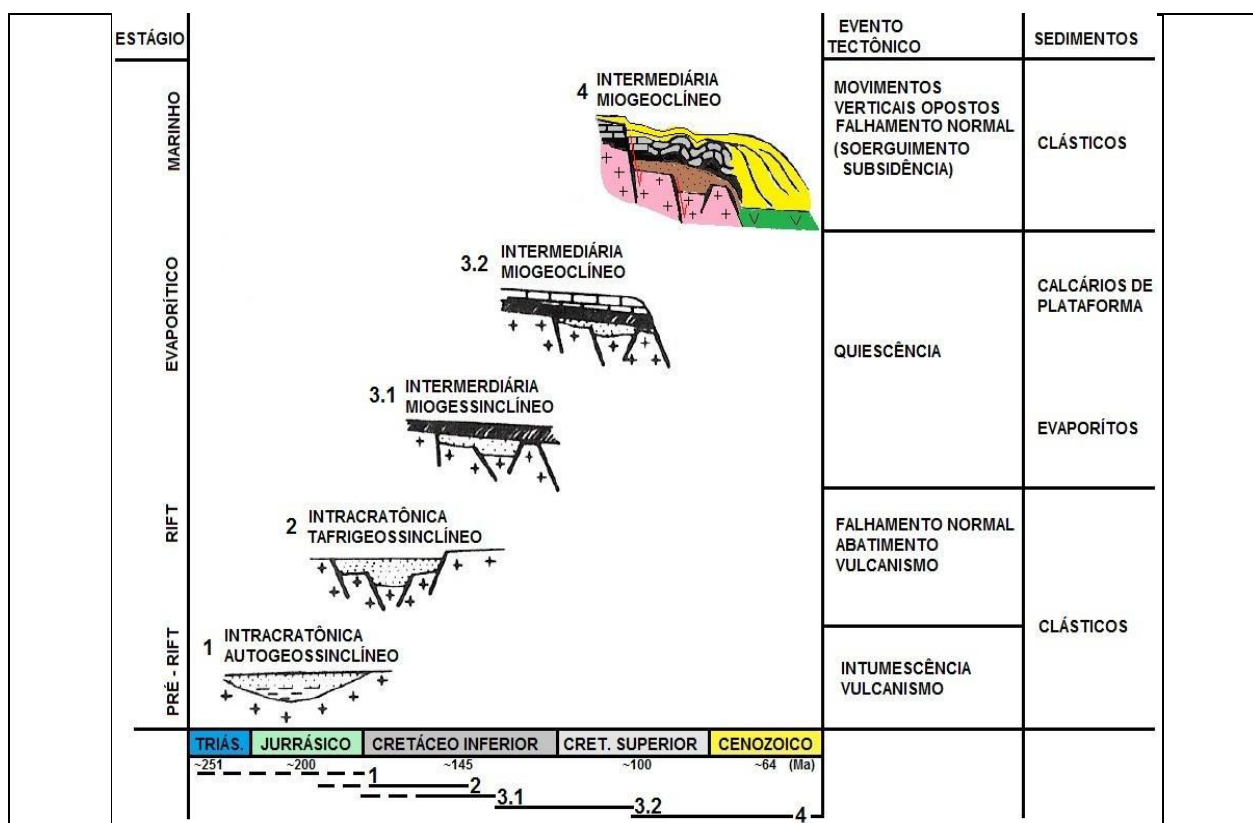 ESTÁGIO
EVENTO
TECTÔNICO
SEDIMENTOS
MARINHO
4
INTERMEDIÁRIA
MIOGEOCLÍNEO
MOVIMENTOS
VERTICAIS OPOSTOS
FALHAMENTO NORMAL
(SOERGUIMENTO
SUBSIDÊNCIA)
CLÁSTICOS
EVAPORÍTICO
3.2
INTERMEDIÁRIA
MIOGEOCLÍNEO
CALCÁRIOS DE
PLATAFORMA
QUIESCÊNCIA
3.1
INTERMERDIÁRIA
MIOGESSINCLÍNEO
EVAPORÍTOS
RIFT
2
INTRACRATÔNICA
TAFRIGEOSSINCLÍNEO
FALHAMENTO NORMAL
ABATIMENTO
VULCANISMO
PRÉ - RIFT
1
INTRACRATÔNICA
AUTOGEOSSINCLÍNEO
CLÁSTICOS
INTUMESCÊNCIA
VULCANISMO
TRIÁS. JURRÁSICO CRETÁCEO INFERIOR CRET. SUPERIOR CENOZOICO
~251 ~200 ~145 ~100 ~64 (Ma)
1
2
3.1
3.2
4